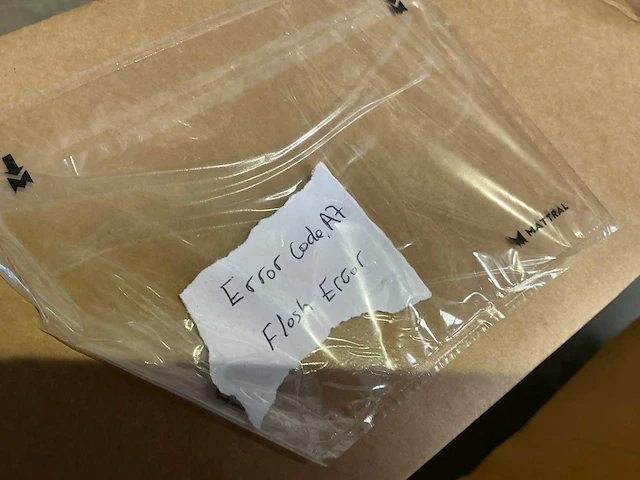 Error Code A7
Flash Error
MATTRAL